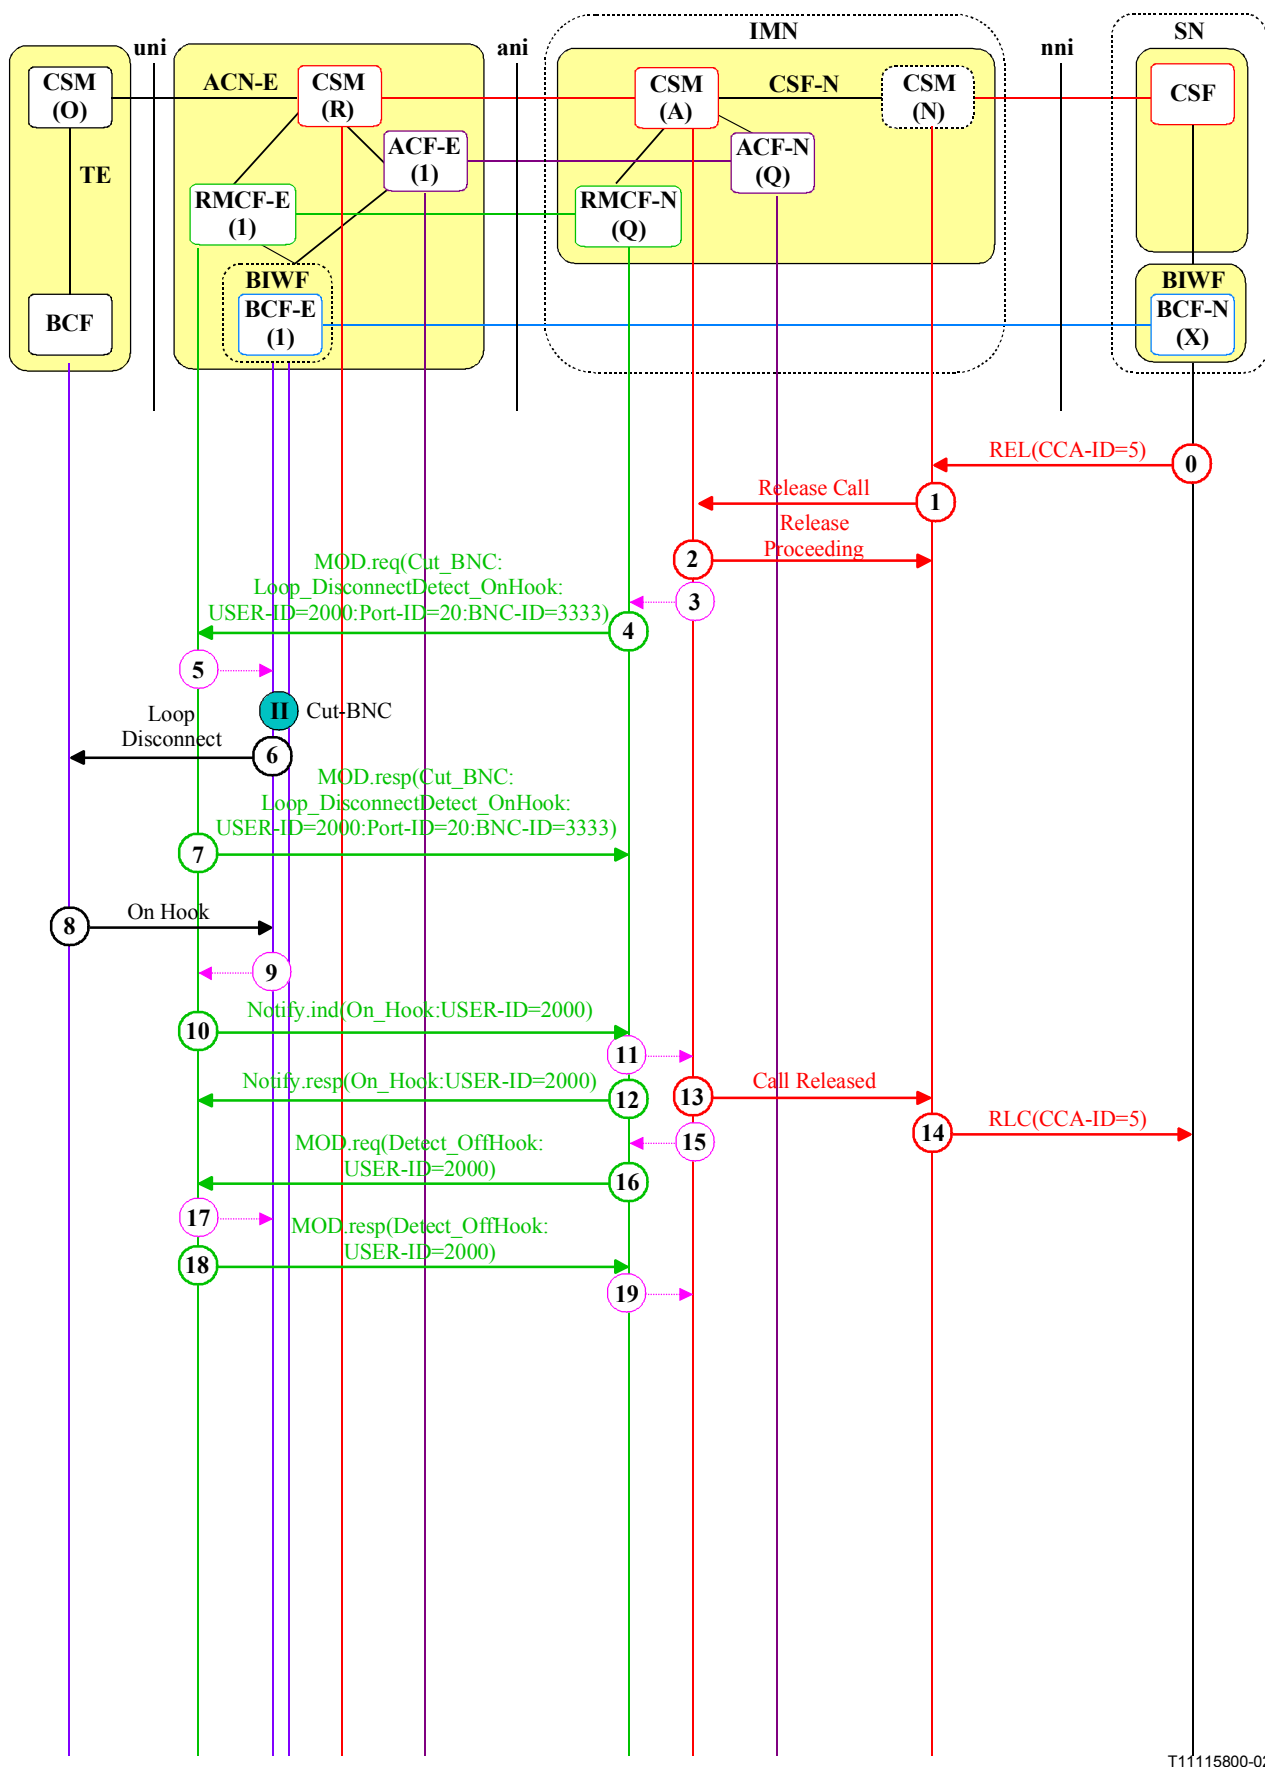 IMN
SN
uni
ani
nni
CSM
(O)
ACN-E
CSM
(R)
CSM
(A)
CSF-N
CSM
(N)
CSF
TE
ACF-E
(1)
ACF-N
(Q)
RMCF-E
(1)
RMCF-N
(Q)
BIWF
BIWF
BCF
BCF-E
(1)
BCF-N
(X)
REL(CCA-ID=5)
0
Release Call
1
Release
Proceeding
2
MOD.req(Cut_BNC:
Loop_DisconnectDetect_OnHook:
USER-ID=2000:Port-ID=20:BNC-ID=3333)
3
4
5
II
Cut-BNC
Loop
Disconnect
6
MOD.resp(Cut_BNC:
Loop_DisconnectDetect_OnHook:
USER-ID=2000:Port-ID=20:BNC-ID=3333)
7
8
On Hook
9
Notify.ind(On_Hook:USER-ID=2000)
10
11
Notify.resp(On_Hook:USER-ID=2000)
12
13
Call Released
14
RLC(CCA-ID=5)
15
MOD.req(Detect_OffHook:
USER-ID=2000)
16
17
MOD.resp(Detect_OffHook:
USER-ID=2000)
18
19
T11115800-02